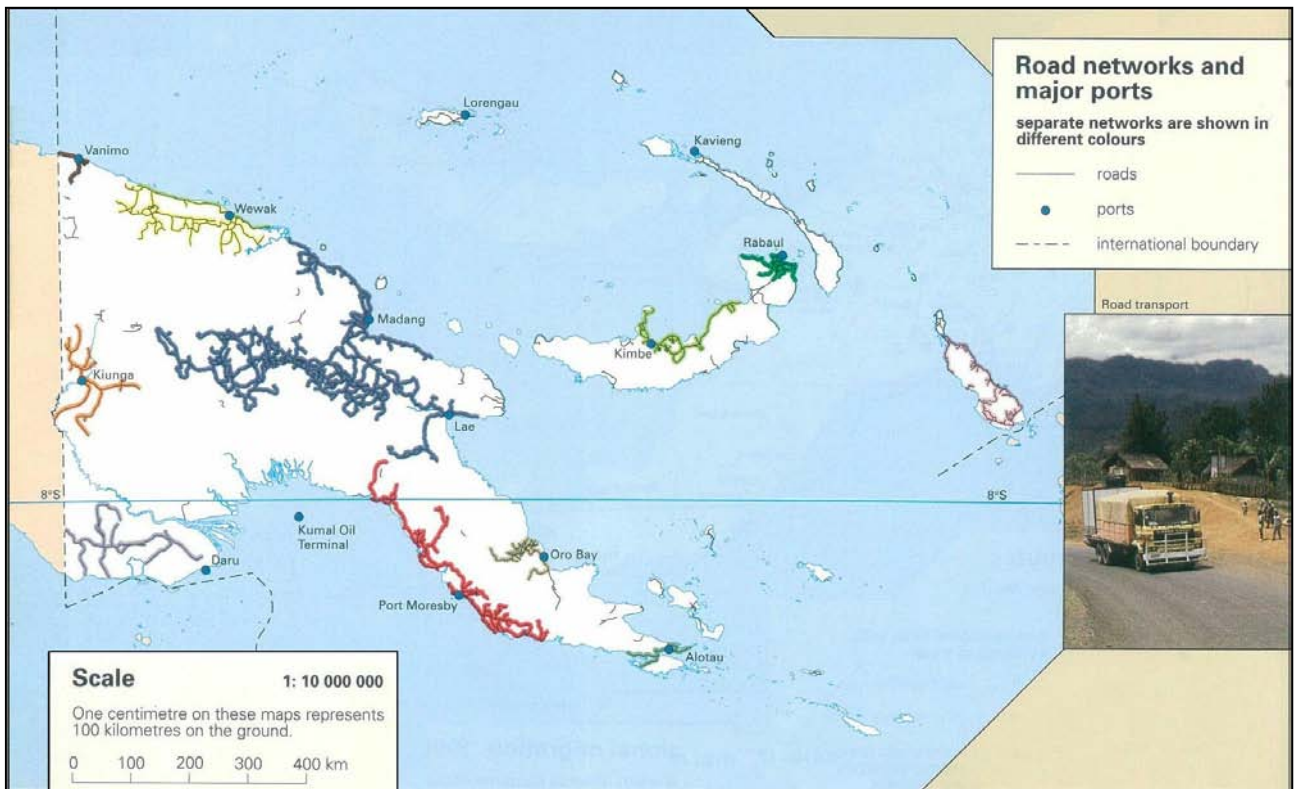 Road networks and
major ports
separate networks are shown in
different colours
roads
ports
international boundary
Lorengau
Kavieng
Vanimo
Wewak
Rabaul
Road transport
Madang
Kimbe
Kiunga
Lae
8°S
8°S
Kumal Oil
Terminal
Oro Bay
Daru
Port Moresby
Alotau
Scale
1: 10 000 000
One centimetre on these maps represents
100 kilometres on the ground.
0 100 200 300 400 km